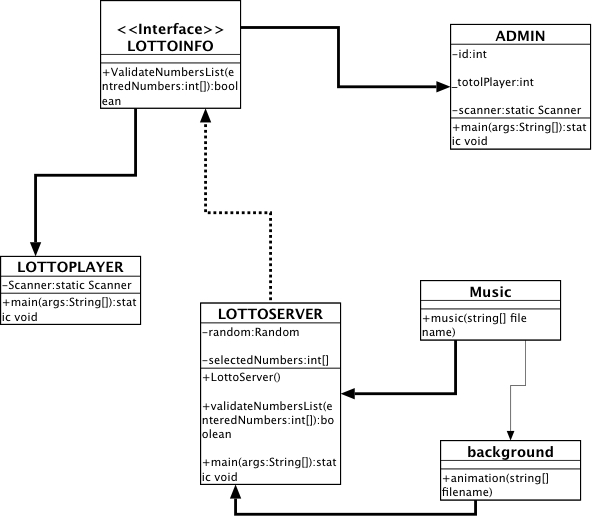 <<Interface>>
LOTTOINFO
+ValidateNumbersList(e
ntredNumbers:int[]):bool
ean
ADMIN
-id:int
_totolPlayer:int
-scanner:static Scanner
+main(args:String[]):stat
ic void
LOTTOPLAYER
-Scanner:static Scanner
+main(args:String[]):stat
ic void
LOTTOSERVER
-random:Random
-selectedNumbers:int[]
+LottoServer()
+validateNumbersList(e
nteredNumbers:int[]):bo
olean
+main(args:String[]):stat
ic void
Music
+music(string[] file
name)
background
+animation(string[]
filename)